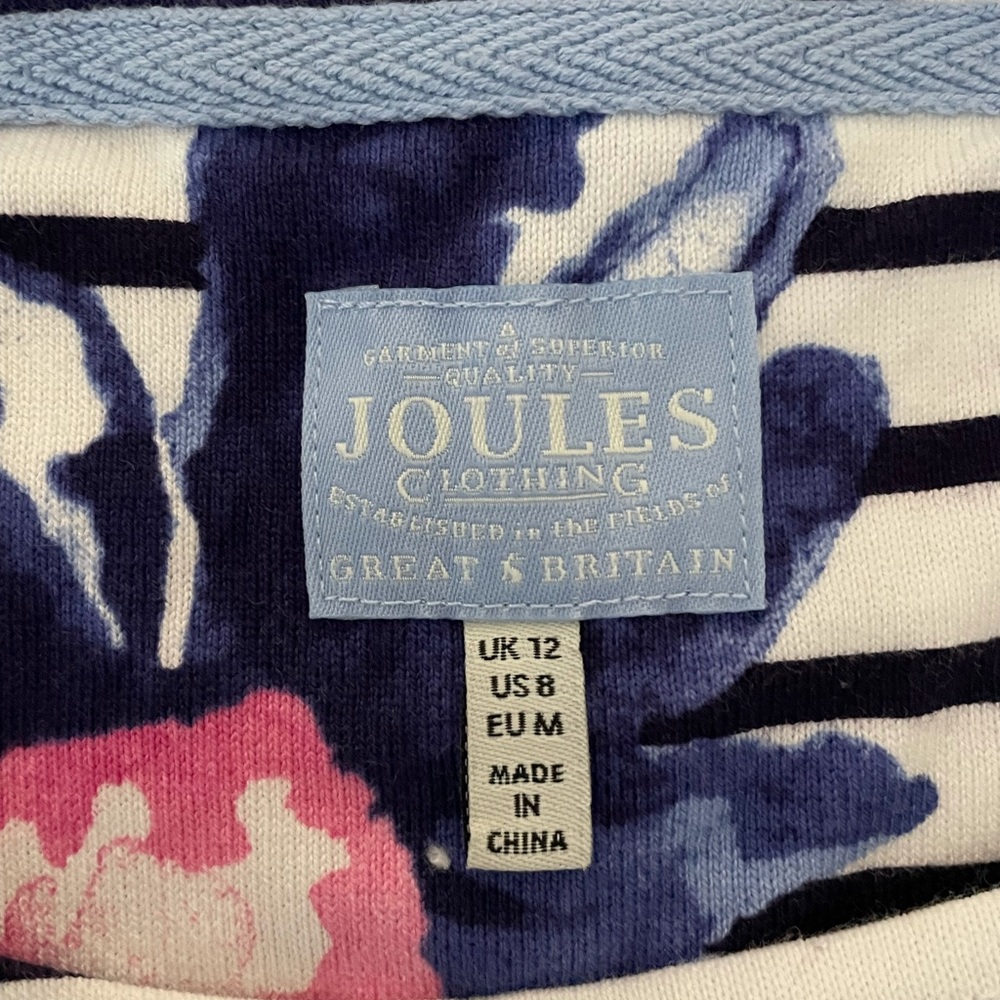 A
GARMENT of SUPERIOR
QUALITY
JOULES
CLOTHING
ESTABLISHED in the FIELDS of
GREAT BRITAIN
UK 12
US 8
EU M
MADE
IN
CHINA